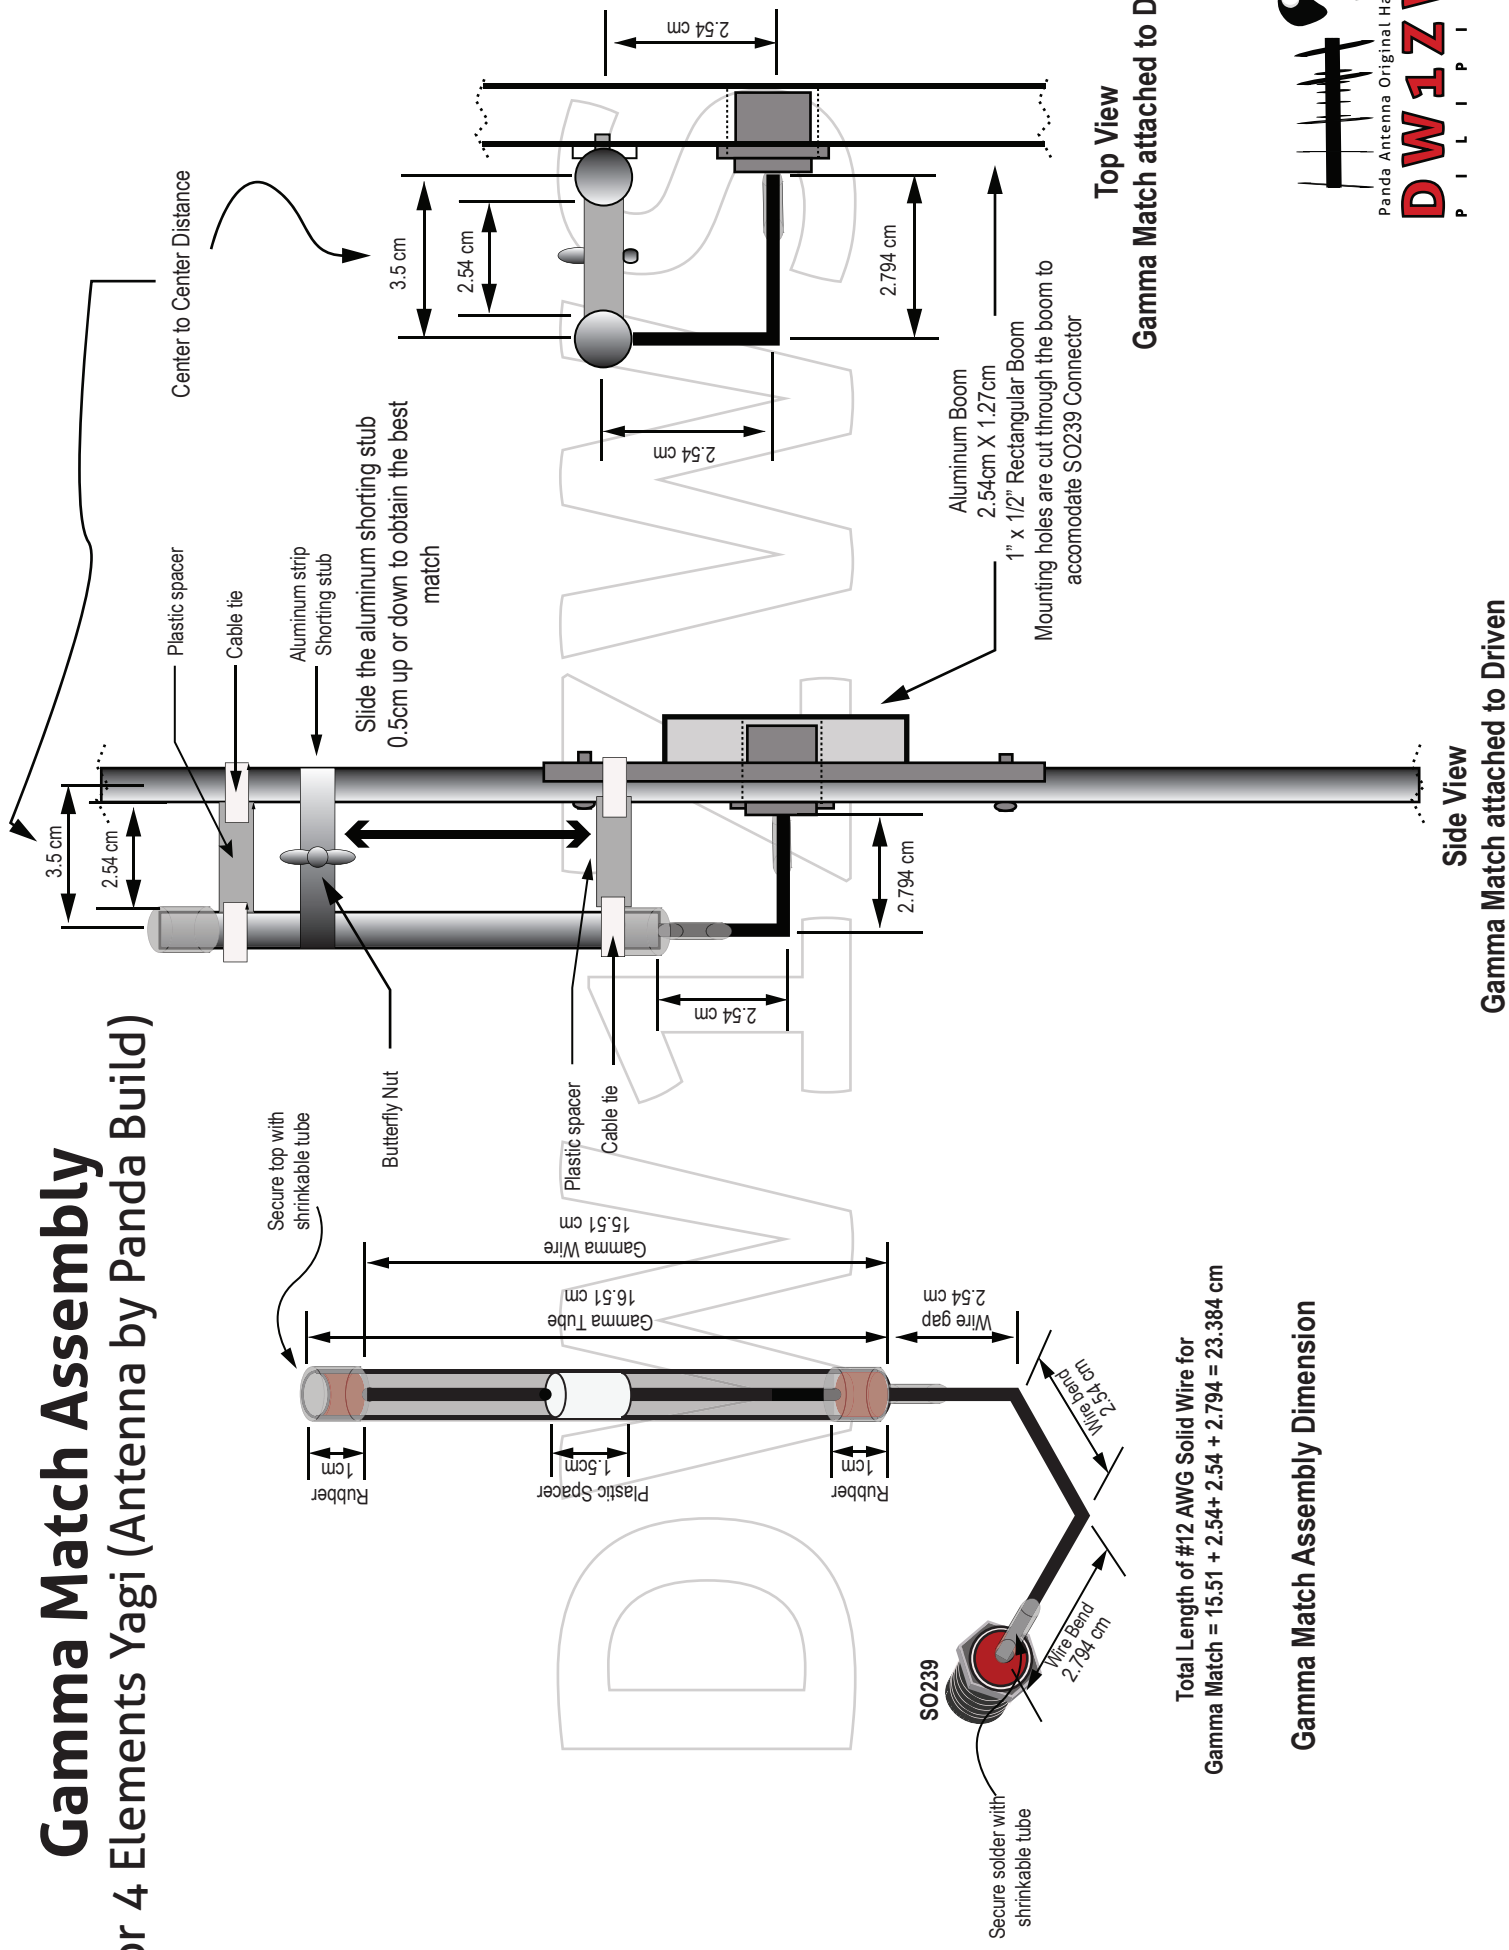 Gamma Match Assembly
4 Elements Yagi (Antenna by Panda Build)
Secure top with
shrinkable tube
Rubber
1cm
Plastic Spacer
1.5cm
Rubber
1cm
Gamma Tube
16.51 cm
Gamma Wire
15.51 cm
Wire gap
2.54 cm
Wire bend
2.54 cm
Wire Bend
2.794 cm
SO239
Secure solder with
shrinkable tube
Total Length of #12 AWG Solid Wire for
Gamma Match = 15.51 + 2.54+ 2.54 + 2.794 = 23.384 cm
Gamma Match Assembly Dimension
3.5 cm
2.54 cm
Plastic spacer
Cable tie
Aluminum strip
Shorting stub
Slide the aluminum shorting stub
0.5cm up or down to obtain the best
match
Butterfly Nut
Plastic spacer
Cable tie
2.54 cm
2.794 cm
Side View
Gamma Match attached to Driven
Center to Center Distance
3.5 cm
2.54 cm
2.54 cm
2.54 cm
2.794 cm
Aluminum Boom
2.54cm X 1.27cm
1” x 1/2” Rectangular Boom
Mounting holes are cut through the boom to
accomodate SO239 Connector
Top View
Gamma Match attached to D
Panda Antenna Original Ha
DW1Z
P I L I P I
DW1ZWS